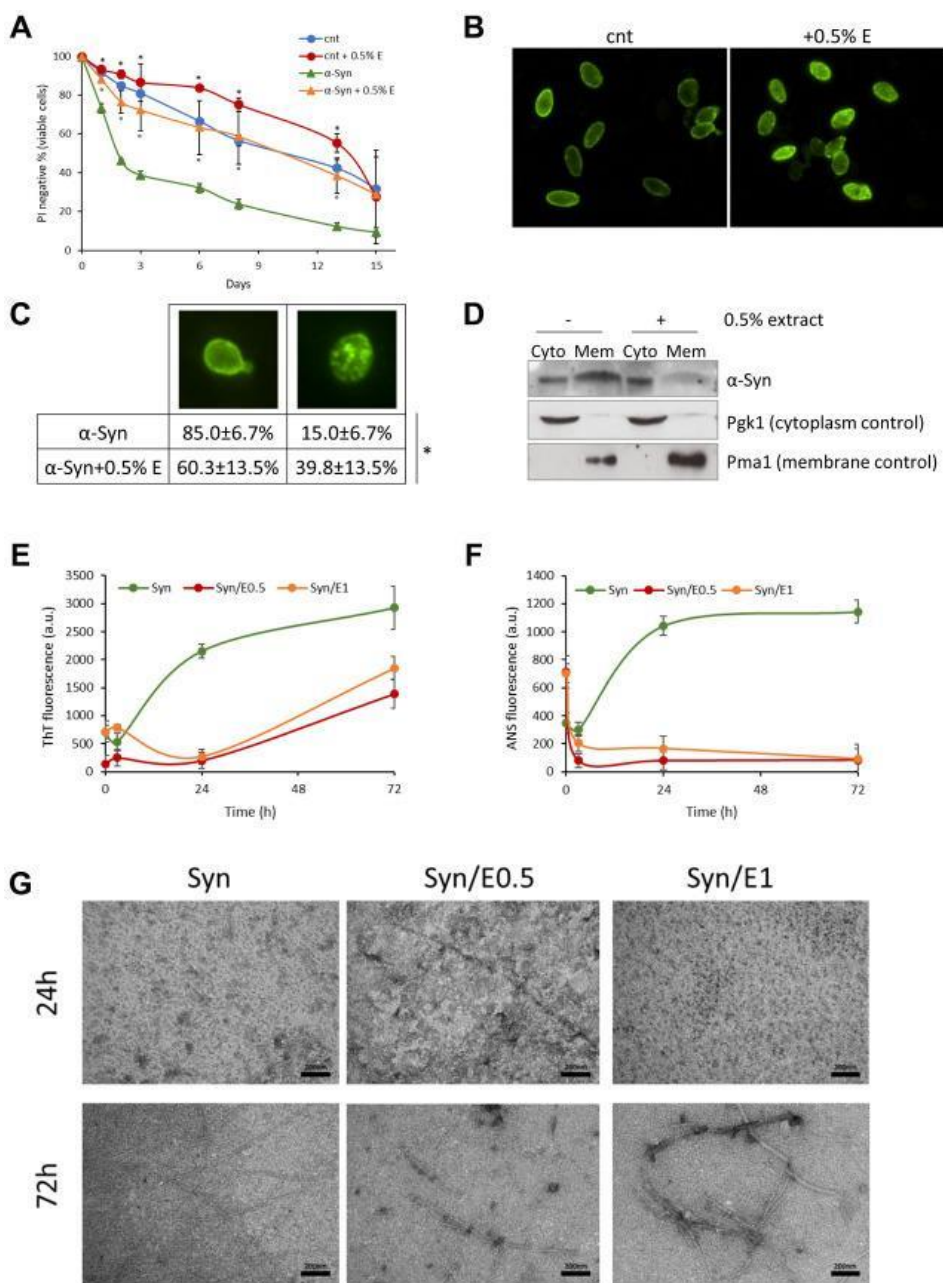 A
cnt
cnt + 0.5% E
α-Syn
α-Syn + 0.5% E
PI negative % (viable cells)
100
80
60
40
20
0
0 3 6 9 12 15
Days
B
cnt +0.5% E
C
α-Syn 85.0±6.7% 15.0±6.7%
α-Syn+0.5% E 60.3±13.5% 39.8±13.5%
*
D
- + 0.5% extract
Cyto Mem Cyto Mem
α-Syn
Pgk1 (cytoplasm control)
Pma1 (membrane control)
E
Syn Syn/E0.5 Syn/E1
ThT fluorescence (a.u.)
3500
3000
2500
2000
1500
1000
500
0
0 24 48 72
Time (h)
F
Syn Syn/E0.5 Syn/E1
ANS fluorescence (a.u.)
1400
1200
1000
800
600
400
200
0
0 24 48 72
Time (h)
G
Syn Syn/E0.5 Syn/E1
24h
72h
200nm